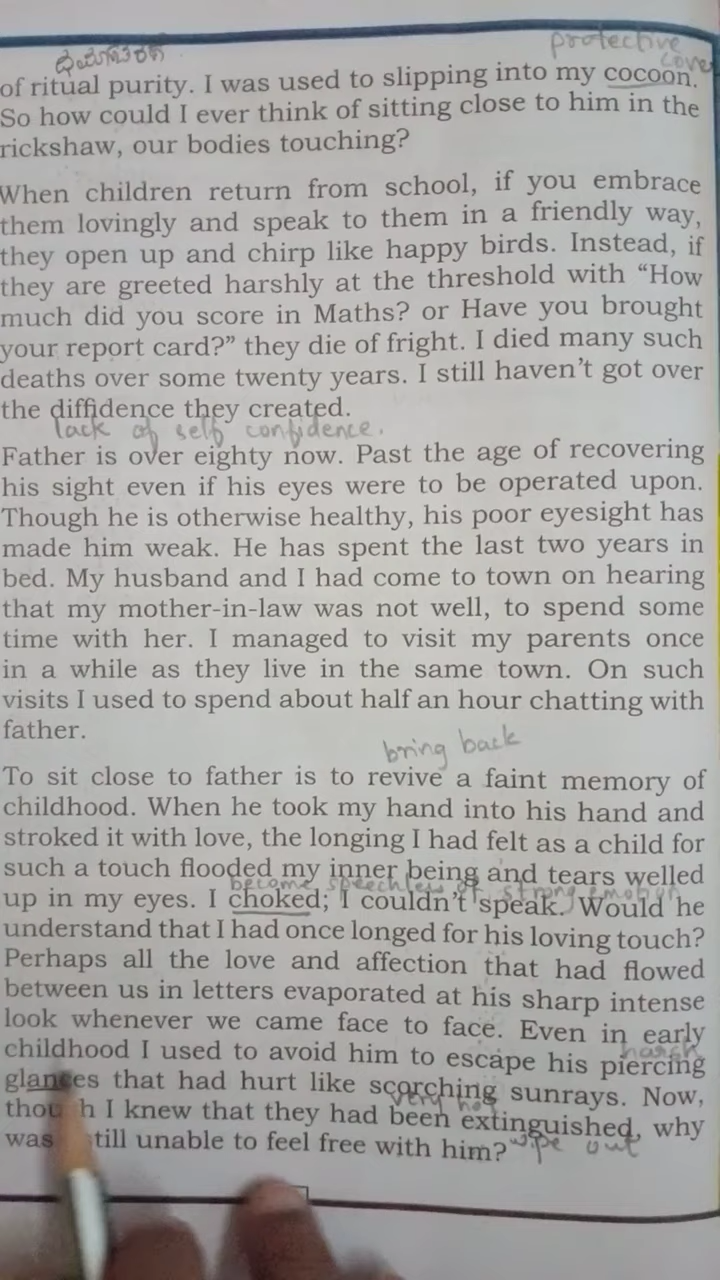 protective
cover
of ritual purity. I was used to slipping into my cocoon.
So how could I ever think of sitting close to him in the
rickshaw, our bodies touching?
When children return from school, if you embrace
them lovingly and speak to them in a friendly way,
they open up and chirp like happy birds. Instead, if
they are greeted harshly at the threshold with “How
much did you score in Maths? or Have you brought
your report card?” they die of fright. I died many such
deaths over some twenty years. I still haven’t got over
the diffidence they created.
lack of self confidence.
Father is over eighty now. Past the age of recovering
his sight even if his eyes were to be operated upon.
Though he is otherwise healthy, his poor eyesight has
made him weak. He has spent the last two years in
bed. My husband and I had come to town on hearing
that my mother-in-law was not well, to spend some
time with her. I managed to visit my parents once
in a while as they live in the same town. On such
visits I used to spend about half an hour chatting with
father.
bring back
To sit close to father is to revive a faint memory of
childhood. When he took my hand into his hand and
stroked it with love, the longing I had felt as a child for
such a touch flooded my inner being and tears welled
become speechless of strong emotion
up in my eyes. I choked; I couldn’t speak. Would he
understand that I had once longed for his loving touch?
Perhaps all the love and affection that had flowed
between us in letters evaporated at his sharp intense
look whenever we came face to face. Even in early
harsh
childhood I used to avoid him to escape his piercing
glances that had hurt like scorching sunrays. Now,
very hot
though I knew that they had been extinguished, why
was still unable to feel free with him? wipe out